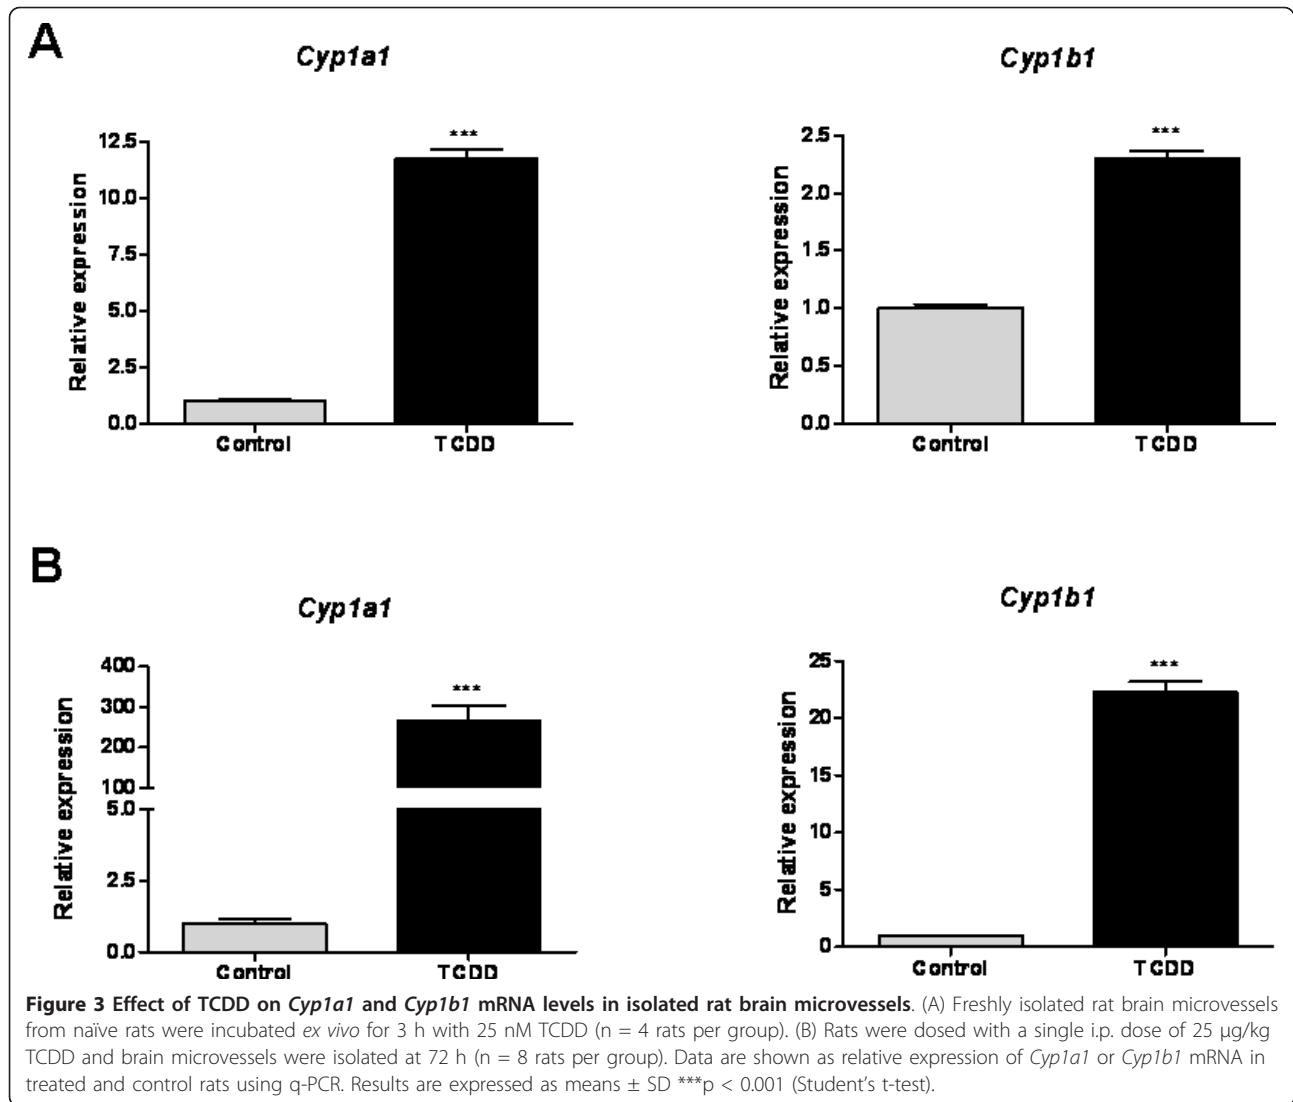 A
Cyp1a1
Relative expression
12.5
10.0
7.5
5.0
2.5
0.0
***
Control
TCDD
Cyp1b1
Relative expression
2.5
2.0
1.5
1.0
0.5
0.0
***
Control
TCDD
B
Cyp1a1
Relative expression
400
300
200
100
5.0
2.5
0.0
***
Control
TCDD
Cyp1b1
Relative expression
25
20
15
10
5
0
***
Control
TCDD
Figure 3 Effect of TCDD on Cyp1a1 and Cyp1b1 mRNA levels in isolated rat brain microvessels. (A) Freshly isolated rat brain microvessels
from naïve rats were incubated ex vivo for 3 h with 25 nM TCDD (n = 4 rats per group). (B) Rats were dosed with a single i.p. dose of 25 μg/kg
TCDD and brain microvessels were isolated at 72 h (n = 8 rats per group). Data are shown as relative expression of Cyp1a1 or Cyp1b1 mRNA in
treated and control rats using q-PCR. Results are expressed as means ± SD ***p < 0.001 (Student's t-test).